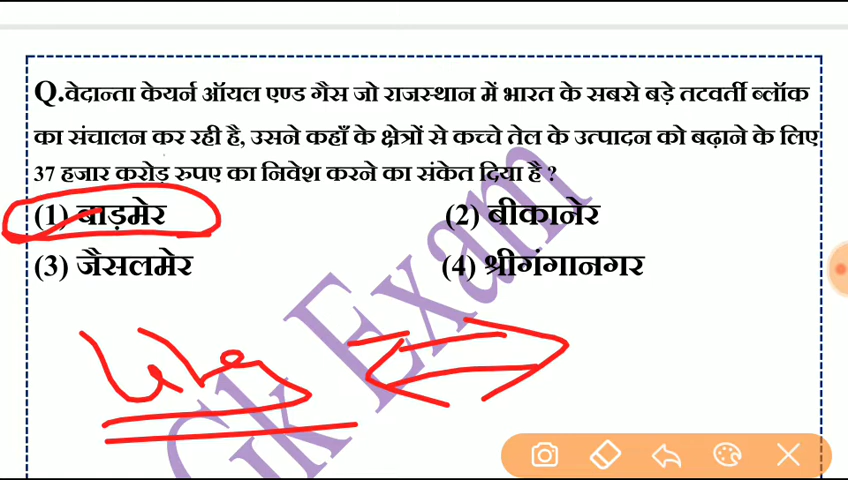 Q.वेदान्ता केयर्न ऑयल एण्ड गैस जो राजस्थान में भारत के सबसे बड़े तटवर्ती ब्लॉक
का संचालन कर रही है, उसने कहाँ के क्षेत्रों से कच्चे तेल के उत्पादन को बढ़ाने के लिए
37 हजार करोड़ रुपए का निवेश करने का संकेत दिया है ?
(1) बाड़मेर (2) बीकानेर
(3) जैसलमेर (4) श्रीगंगानगर
Gk Exam